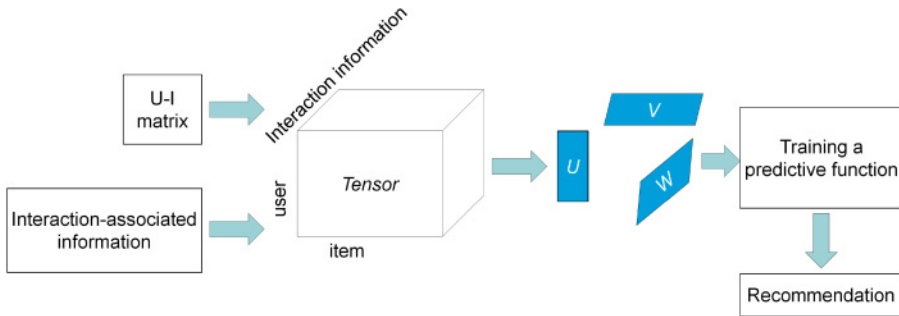 U-I
matrix
Interaction-associated
information
Interaction information
user
Tensor
item
U
V
W
Training a
predictive function
Recommendation